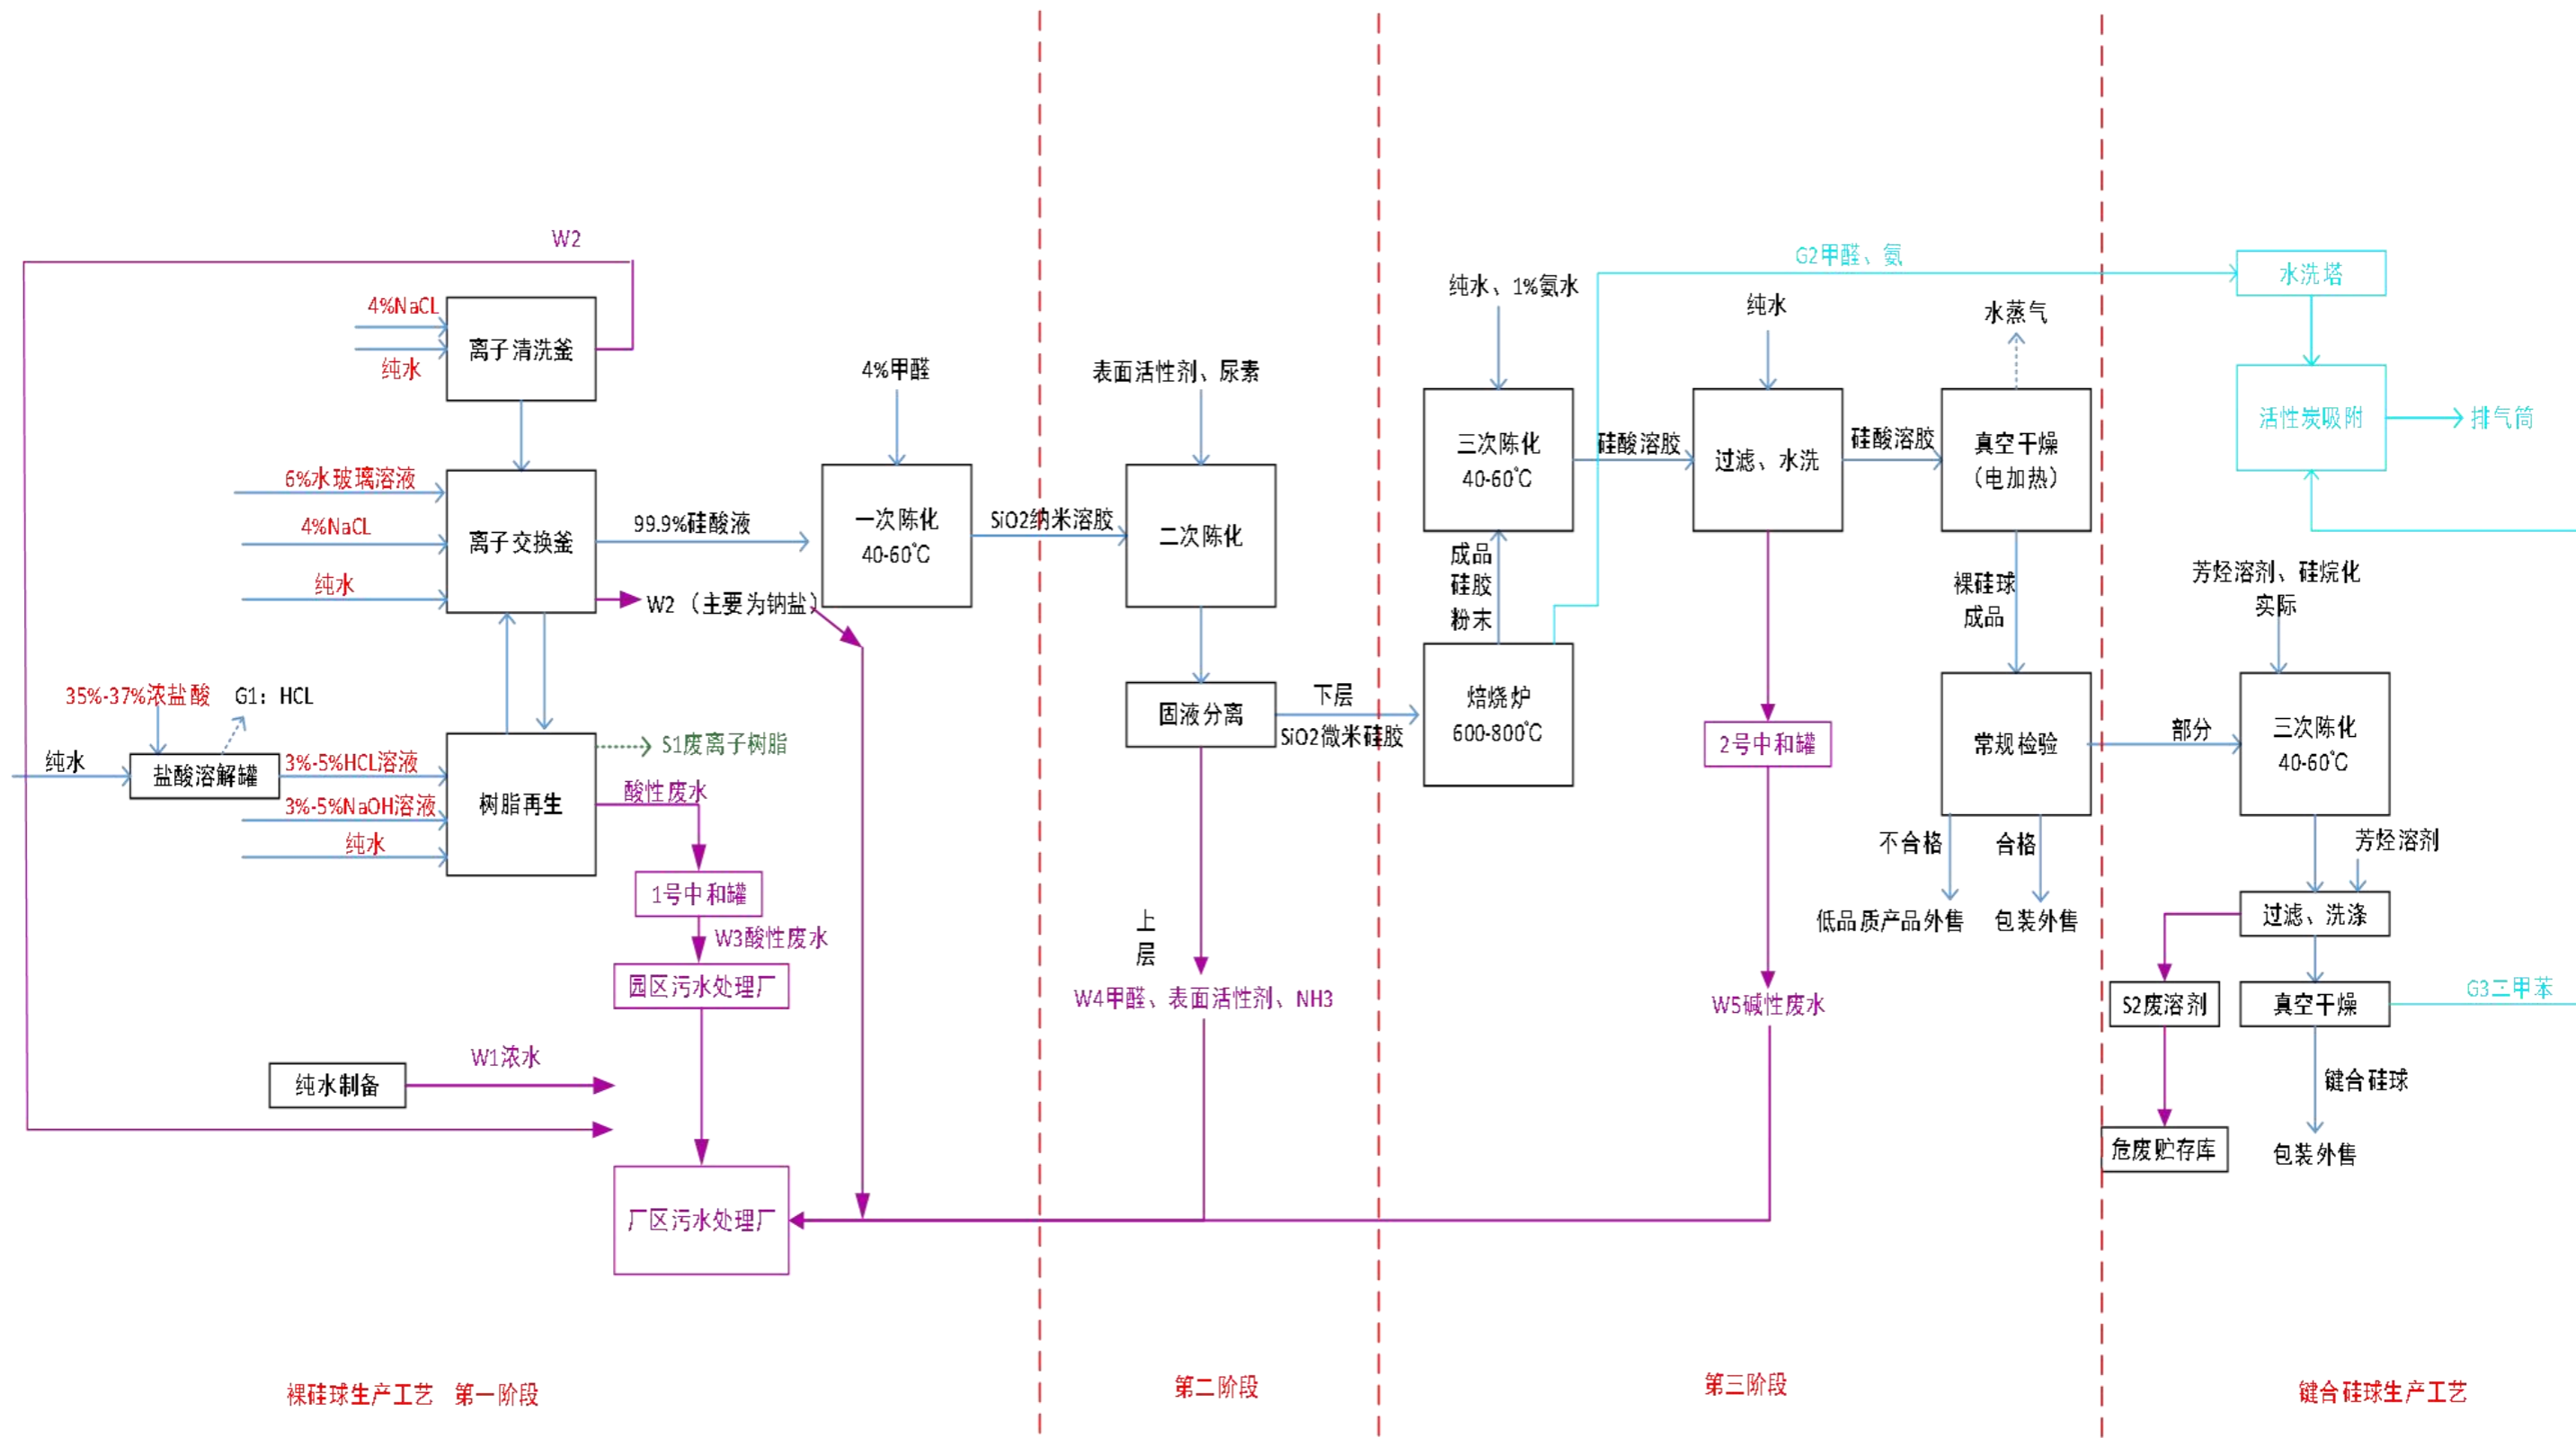 W2
4%NaCL
纯水
离子清洗釜
6%水玻璃溶液
4%NaCL
纯水
离子交换釜
99.9%硅酸液
W2 （主要为钠盐）
35%-37%浓盐酸
G1：HCL
纯水
盐酸溶解罐
3%-5%HCL溶液
3%-5%NaOH溶液
纯水
树脂再生
S1废离子树脂
酸性废水
1号中和罐
W3酸性废水
园区污水处理厂
纯水制备
W1浓水
厂区污水处理厂
4%甲醛
一次陈化
40-60℃
SiO2纳米溶胶
裸硅球生产工艺 第一阶段
表面活性剂、尿素
二次陈化
固液分离
下层
SiO2微米硅胶
上
层
W4甲醛、表面活性剂、NH3
第二阶段
G2甲醛、氨
纯水、1%氨水
三次陈化
40-60℃
成品
硅胶
粉末
焙烧炉
600-800℃
硅酸溶胶
纯水
过滤、水洗
硅酸溶胶
2号中和罐
W5碱性废水
水蒸气
真空干燥
（电加热）
裸硅球
成品
常规检验
不合格
合格
低品质产品外售
包装外售
第三阶段
水洗塔
活性炭吸附
排气筒
芳烃溶剂、硅烷化
实际
部分
三次陈化
40-60℃
芳烃溶剂
过滤、洗涤
S2废溶剂
真空干燥
G3二甲苯
键合硅球
危废贮存库
包装外售
键合硅球生产工艺